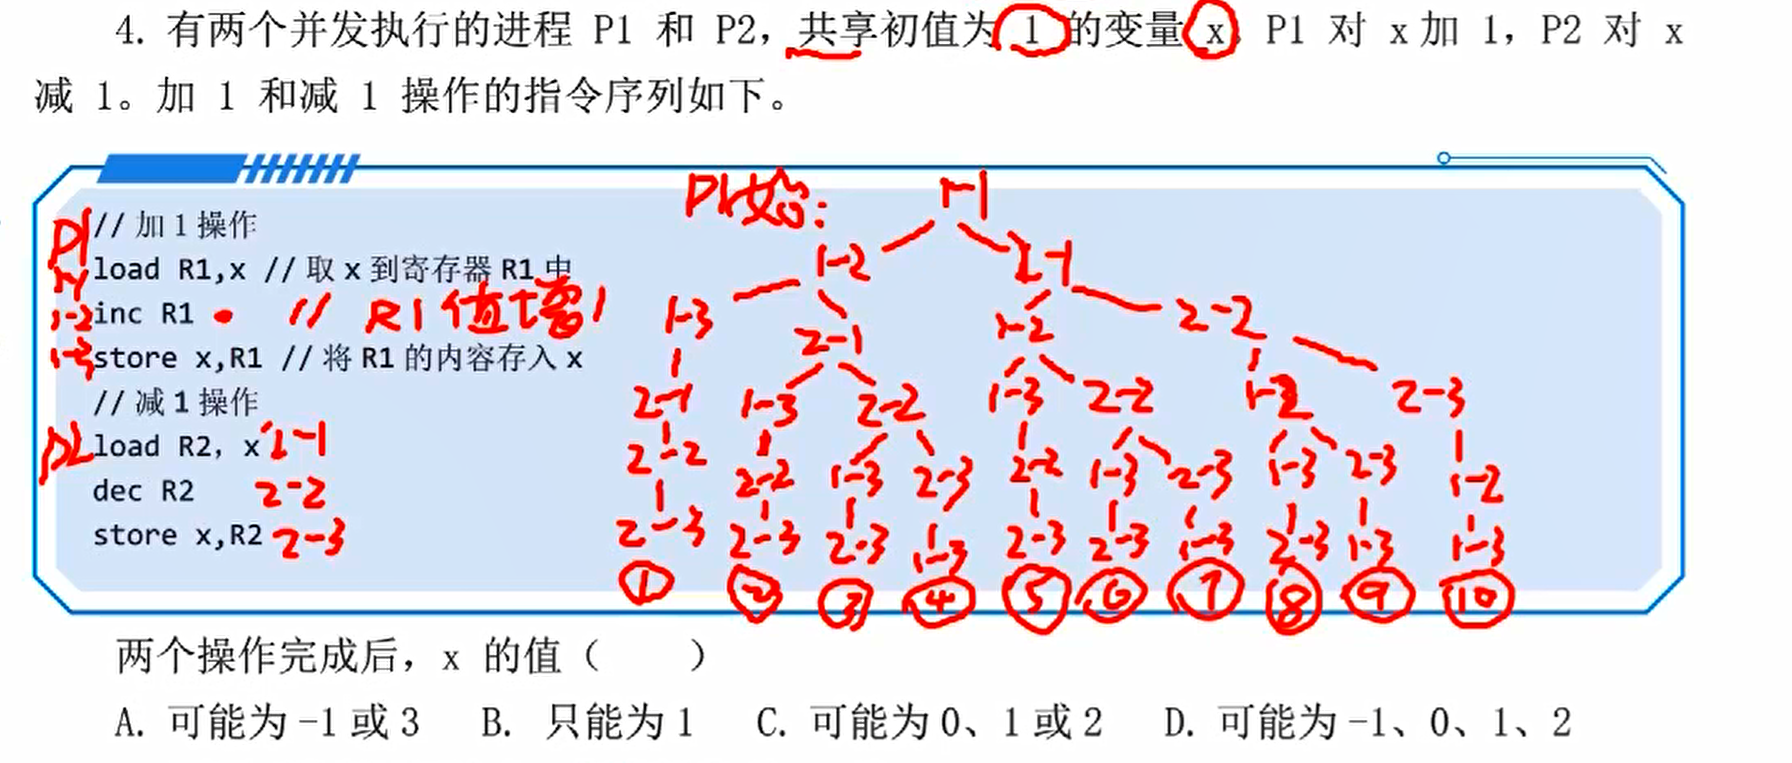 4. 有两个并发执行的进程 P1 和 P2，共享初值为 1 的变量 x，P1 对 x 加 1，P2 对 x
减 1。加 1 和减 1 操作的指令序列如下。
P1始: 1-1
P1 // 加 1 操作
1-1 load R1,x // 取 x 到寄存器 R1 中 1-2 2-1
1-2 inc R1 // R1值增1 1-3 2-1 1-2 2-2
1-3 store x,R1 // 将 R1 的内容存入 x
// 减 1 操作 2-1 1-3 2-2 1-3 2-2 1-2 2-3
P2 load R2, x 2-1 2-2 2-2 1-3 2-3 2-2 1-3 2-3 1-3 2-3 1-2
dec R2 2-2
store x,R2 2-3 2-3 2-3 2-3 1-3 2-3 2-3 1-3 2-3 1-3 1-3
① ② ③ ④ ⑤ ⑥ ⑦ ⑧ ⑨ ⑩
两个操作完成后，x 的值（ ）
A. 可能为-1或3 B. 只能为1 C. 可能为0、1或2 D. 可能为-1、0、1、2